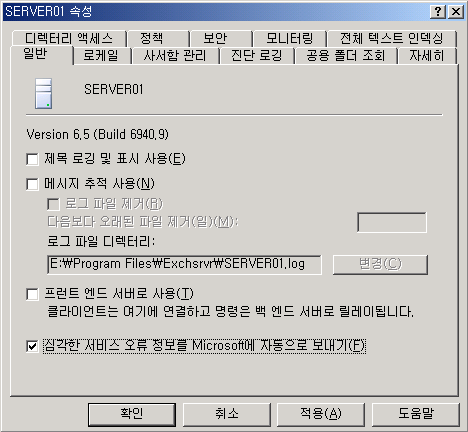 SERVER01 속성
디렉터리 액세스 정책 보안 모니터링 전체 텍스트 인덱싱
일반 로케일 사서함 관리 진단 로깅 공용 폴더 조회 자세히
SERVER01
Version 6.5 (Build 6940.9)
제목 로깅 및 표시 사용(E)
메시지 추적 사용(N)
로그 파일 제거(R)
다음보다 오래된 파일 제거(일)(M):
로그 파일 디렉터리:
E:₩Program Files₩Exchsrvr₩SERVER01.log 변경(C)
프런트 엔드 서버로 사용(T)
클라이언트는 여기에 연결하고 명령은 백 엔드 서버로 릴레이됩니다.
심각한 서비스 오류 정보를 Microsoft에 자동으로 보내기(F)
확인 취소 적용(A) 도움말